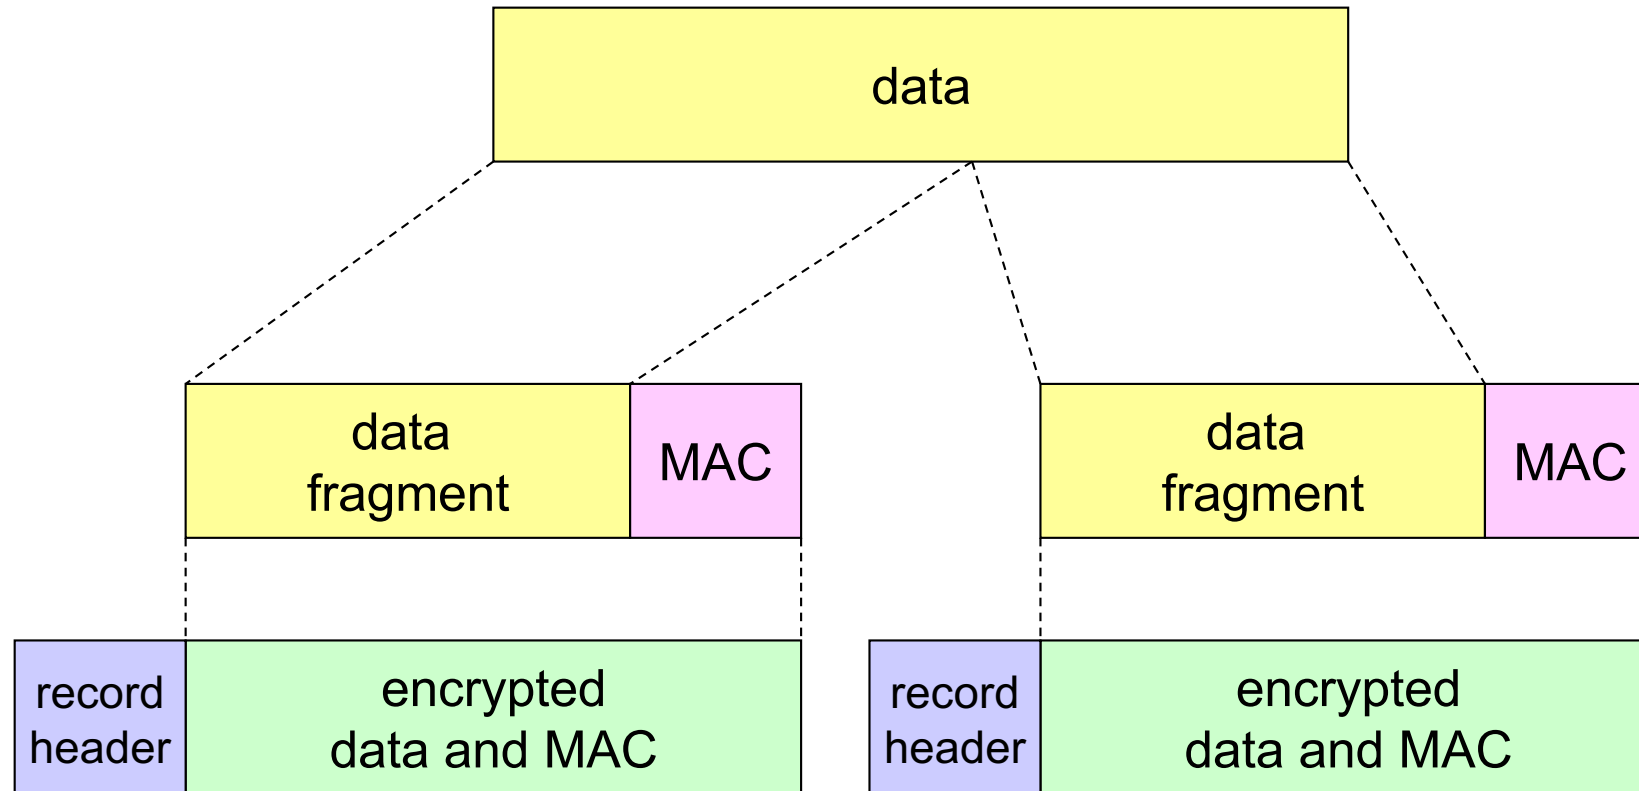 data
data
fragment
MAC
data
fragment
MAC
record
header
encrypted
data and MAC
record
header
encrypted
data and MAC